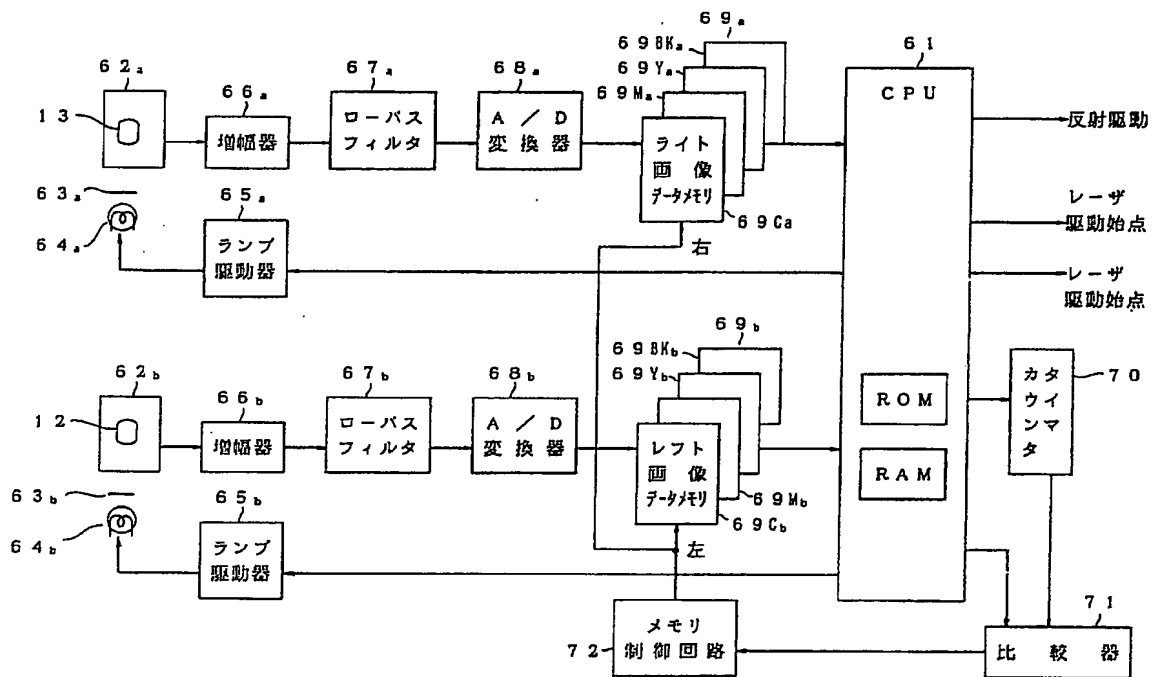 69a
69BKa
69Ya
69Ma
62a
66a
67a
68a
61
13
増幅器
ローパス
フィルタ
A/D
変換器
ライト
画像
データメモリ
CPU
反射駆動
63a
64a
65a
ランプ
駆動器
69Ca
右
レーザ
駆動始点
レーザ
駆動始点
69b
69BKb
69Yb
62b
66b
67b
68b
12
増幅器
ローパス
フィルタ
A/D
変換器
レフト
画像
データメモリ
ROM
RAM
タイマ
カウンタ
70
63b
64b
65b
ランプ
駆動器
69Mb
69Cb
左
72
メモリ
制御回路
71
比較器